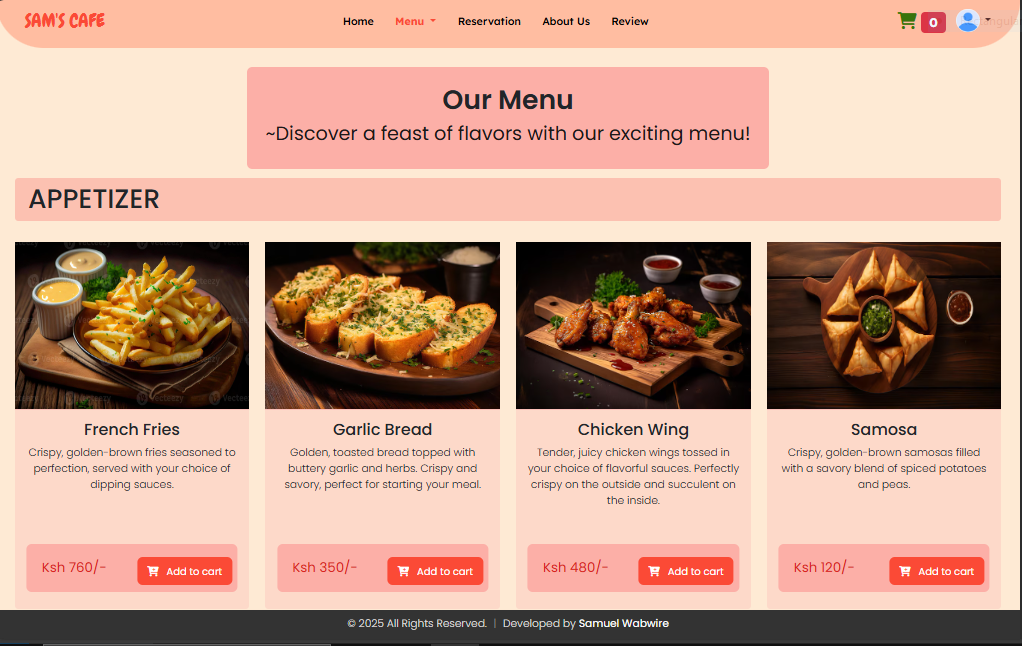 SAM'S CAFE
Home Menu Reservation About Us Review
0
Our Menu
~Discover a feast of flavors with our exciting menu!
APPETIZER
vecteezy
French Fries
Crispy, golden-brown fries seasoned to
perfection, served with your choice of
dipping sauces.
Ksh 760/-
Add to cart
Garlic Bread
Golden, toasted bread topped with
buttery garlic and herbs. Crispy and
savory, perfect for starting your meal.
Ksh 350/-
Add to cart
Chicken Wing
Tender, juicy chicken wings tossed in
your choice of flavorful sauces. Perfectly
crispy on the outside and succulent on
the inside.
Ksh 480/-
Add to cart
Samosa
Crispy, golden-brown samosas filled
with a savory blend of spiced potatoes
and peas.
Ksh 120/-
Add to cart
© 2025 All Rights Reserved. | Developed by Samuel Wabwire